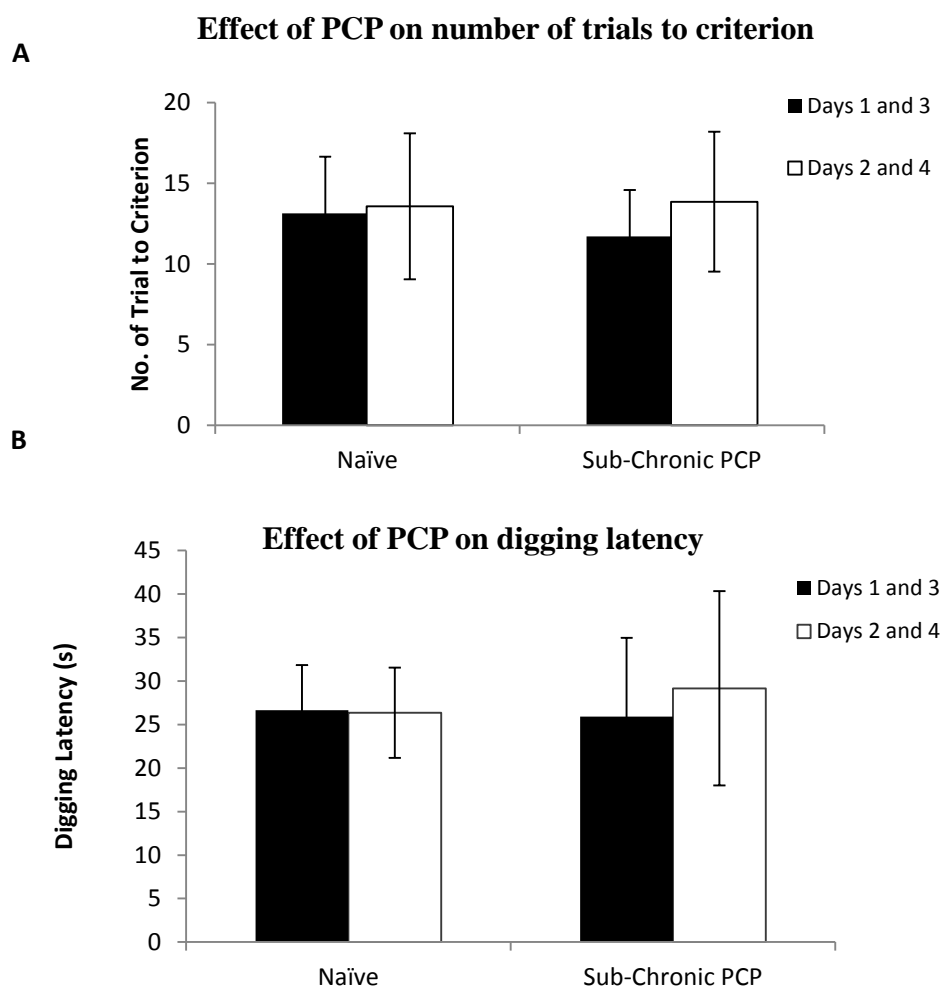 Effect of PCP on number of trials to criterion
A
20
15
10
5
0
No. of Trial to Criterion
Days 1 and 3
Days 2 and 4
Naïve
Sub-Chronic PCP
B
Effect of PCP on digging latency
45
40
35
30
25
20
15
10
5
0
Digging Latency (s)
Days 1 and 3
Days 2 and 4
Naïve
Sub-Chronic PCP